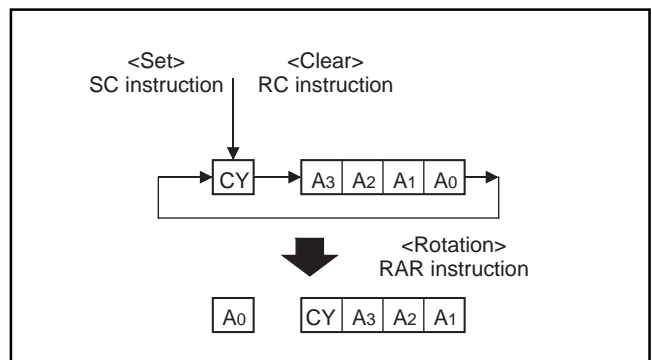 <Set> <Clear>
SC instruction RC instruction
CY A3 A2 A1 A0
<Rotation>
RAR instruction
A0 CY A3 A2 A1